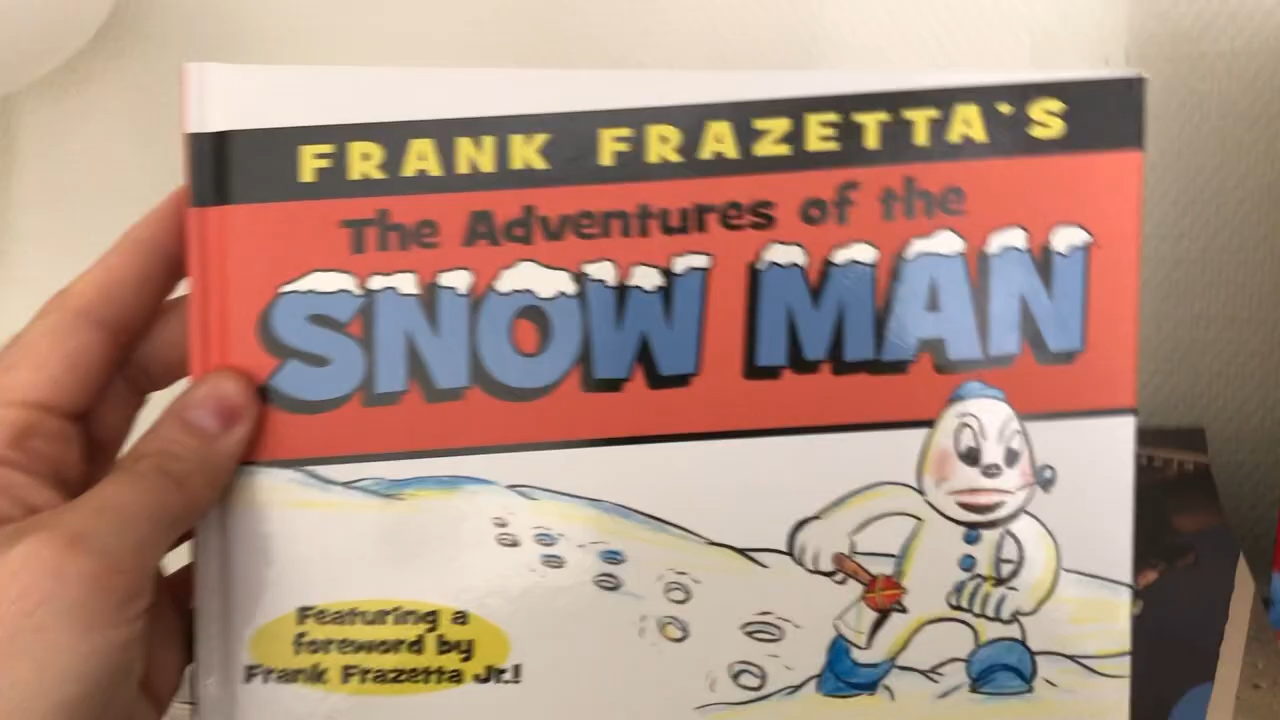 FRANK FRAZETTA`S
The Adventures of the
SNOW MAN
Featuring a
foreword by
Frank Frazetta Jr.!